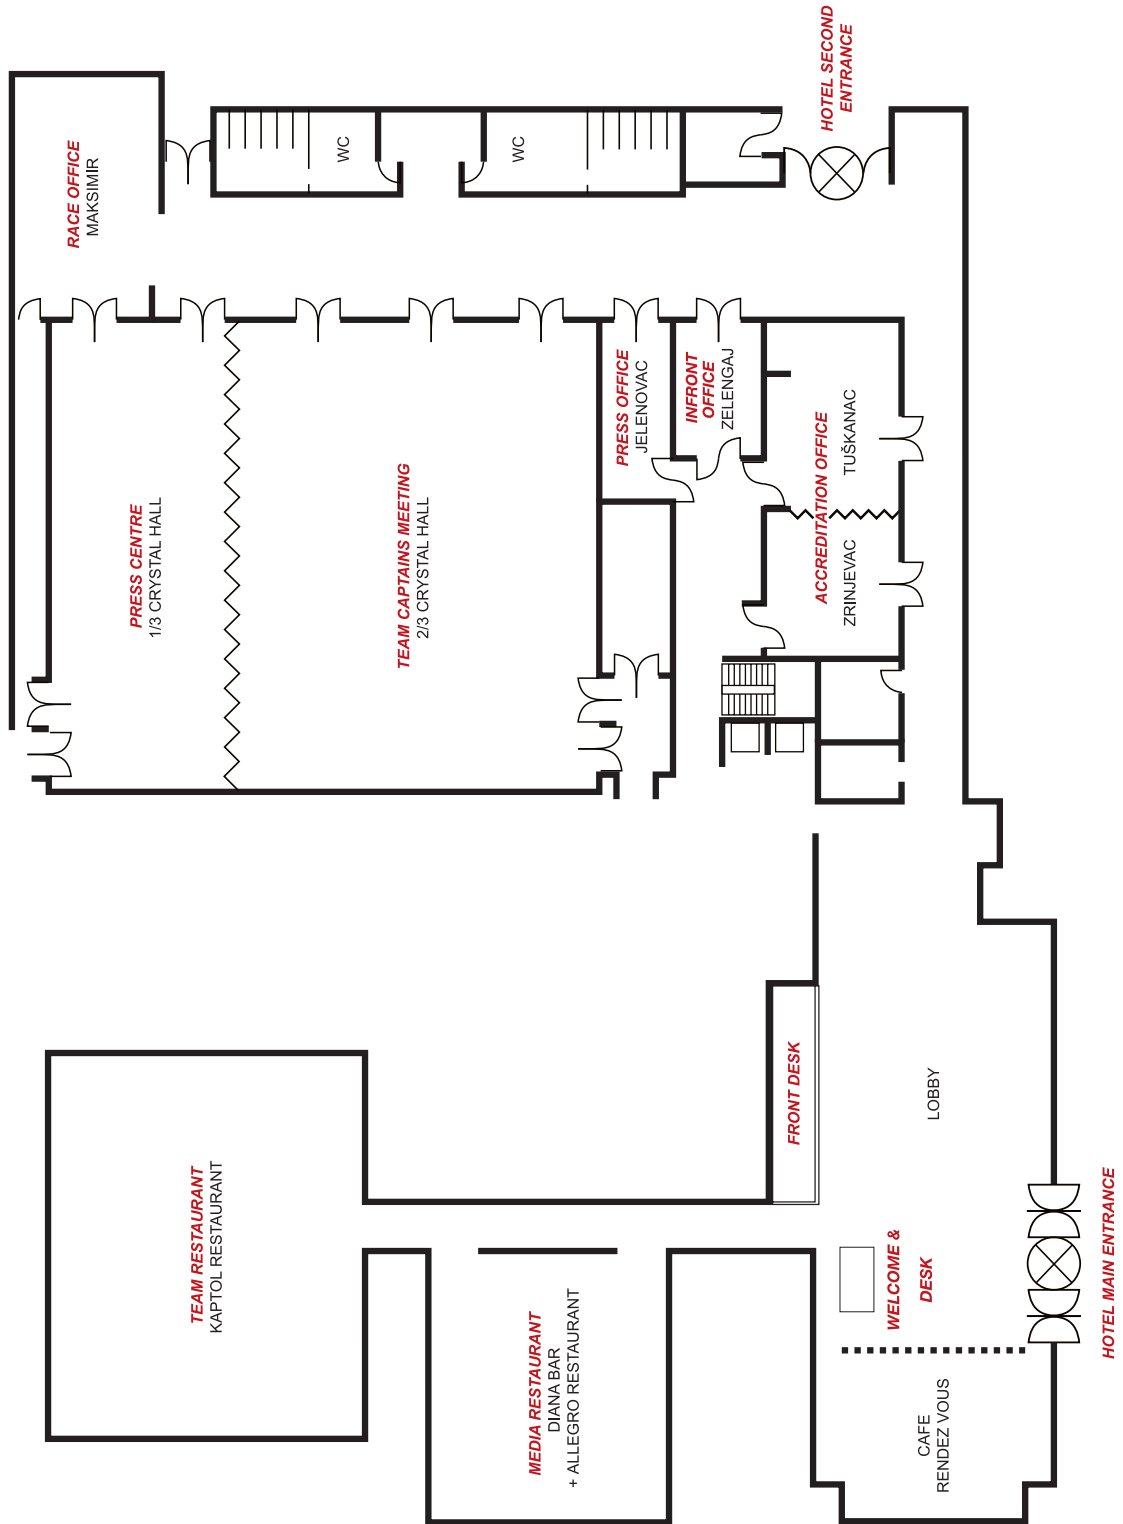 HOTEL SECOND
ENTRANCE
RACE OFFICE
MAKSIMIR
WC
WC
PRESS OFFICE
JELENOVAC
INFRONT
OFFICE
ZELENGAJ
ACCREDITATION OFFICE
TUŠKANAC
ZRINJEVAC
PRESS CENTRE
1/3 CRYSTAL HALL
TEAM CAPTAINS MEETING
2/3 CRYSTAL HALL
FRONT DESK
LOBBY
TEAM RESTAURANT
KAPTOL RESTAURANT
WELCOME &
DESK
HOTEL MAIN ENTRANCE
MEDIA RESTAURANT
DIANA BAR
+ ALLEGRO RESTAURANT
CAFE
RENDEZ VOUS